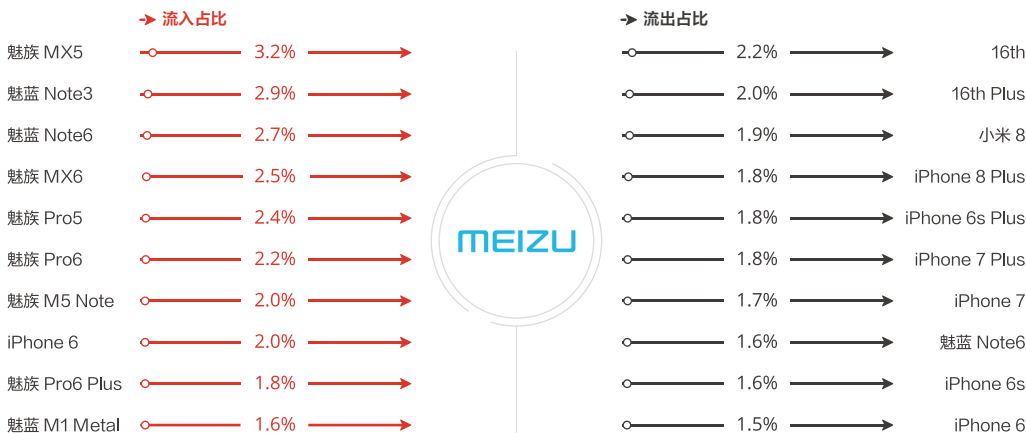 流入占比
魅族 MX5 3.2%
魅蓝 Note3 2.9%
魅蓝 Note6 2.7%
魅族 MX6 2.5%
魅族 Pro5 2.4%
魅族 Pro6 2.2%
魅族 M5 Note 2.0%
iPhone 6 2.0%
魅族 Pro6 Plus 1.8%
魅蓝 M1 Metal 1.6%
MEIZU
流出占比
2.2% 16th
2.0% 16th Plus
1.9% 小米 8
1.8% iPhone 8 Plus
1.8% iPhone 6s Plus
1.8% iPhone 7 Plus
1.7% iPhone 7
1.6% 魅蓝 Note6
1.6% iPhone 6s
1.5% iPhone 6